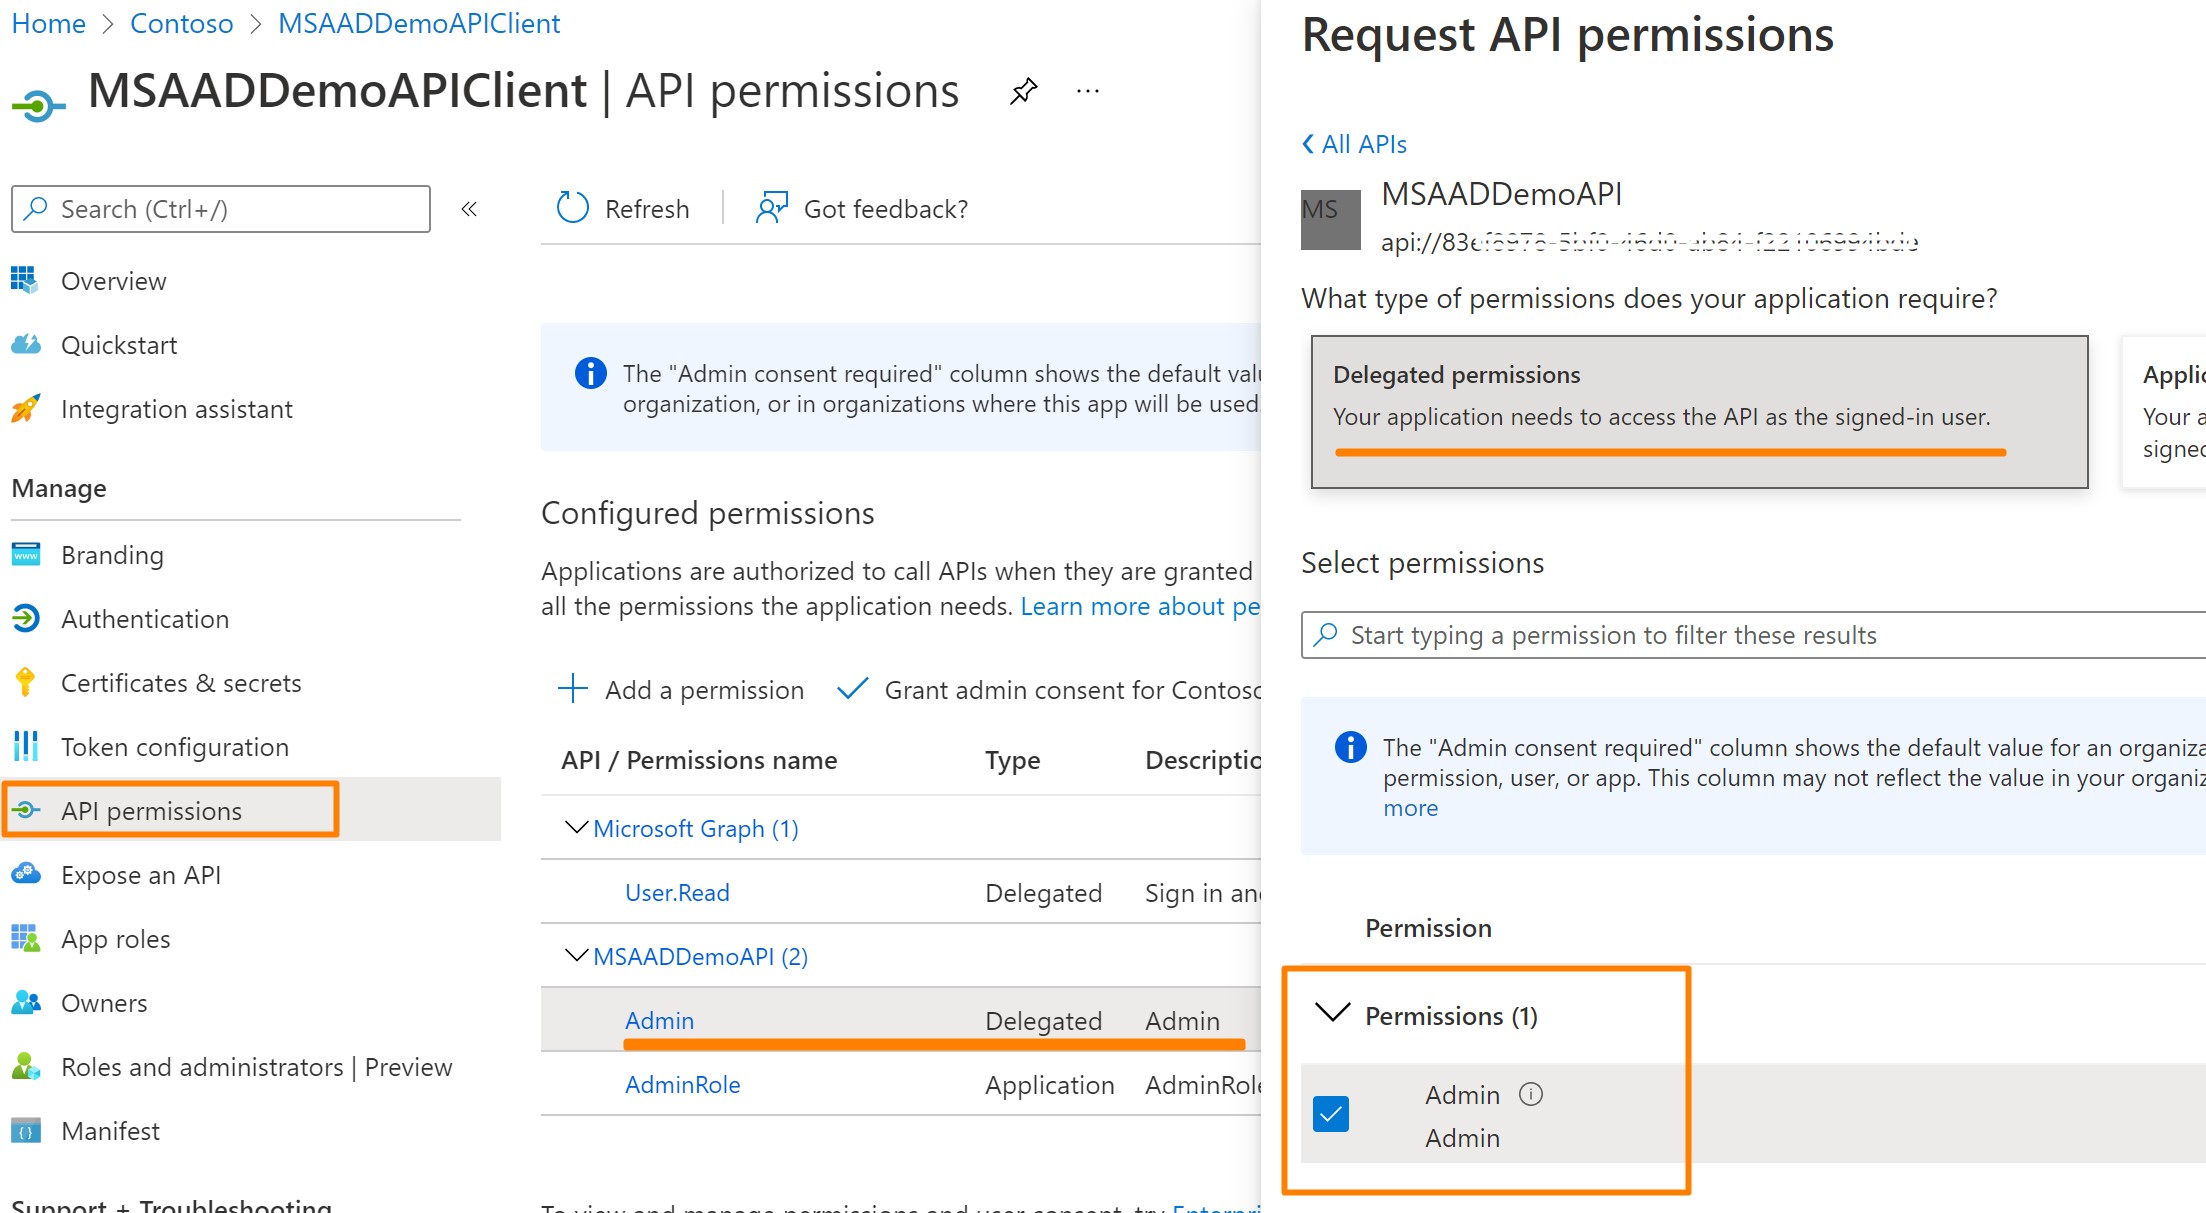 Home > Contoso > MSAADDemoAPIClient
MSAADDemoAPIClient | API permissions ...
Search (Ctrl+/) «
Overview
Quickstart
Integration assistant
Manage
Branding
Authentication
Certificates & secrets
Token configuration
API permissions
Expose an API
App roles
Owners
Roles and administrators | Preview
Manifest
Support + Troubleshooting
Refresh
Got feedback?
The "Admin consent required" column shows the default valu
organization, or in organizations where this app will be used.
Configured permissions
Applications are authorized to call APIs when they are granted
all the permissions the application needs. Learn more about pe
Add a permission
Grant admin consent for Contoso
API / Permissions name Type Descriptio
Microsoft Graph (1)
User.Read Delegated Sign in and
MSAADDemoAPI (2)
Admin Delegated Admin
AdminRole Application AdminRole
To view and manage permissions and user consent, try Enterpri
Request API permissions
All APIs
MS
MSAADDemoAPI
What type of permissions does your application require?
Delegated permissions
Your application needs to access the API as the signed-in user.
Applic
Your a
signed
Select permissions
Start typing a permission to filter these results
The "Admin consent required" column shows the default value for an organiza
permission, user, or app. This column may not reflect the value in your organiz
more
Permission
Permissions (1)
Admin
Admin